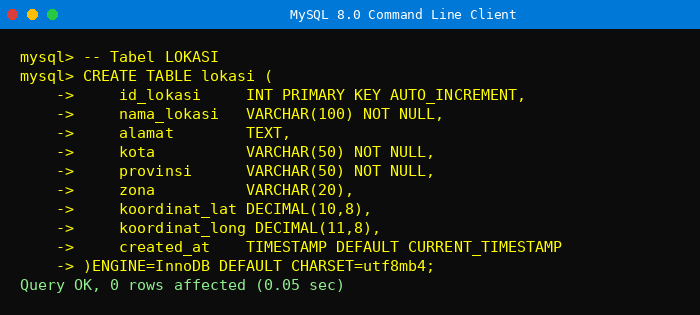 MySQL 8.0 Command Line Client
mysql> -- Tabel LOKASI
mysql> CREATE TABLE lokasi (
    ->     id_lokasi     INT PRIMARY KEY AUTO_INCREMENT,
    ->     nama_lokasi   VARCHAR(100) NOT NULL,
    ->     alamat        TEXT,
    ->     kota          VARCHAR(50) NOT NULL,
    ->     provinsi      VARCHAR(50) NOT NULL,
    ->     zona          VARCHAR(20),
    ->     koordinat_lat DECIMAL(10,8),
    ->     koordinat_long DECIMAL(11,8),
    ->     created_at    TIMESTAMP DEFAULT CURRENT_TIMESTAMP
    -> )ENGINE=InnoDB DEFAULT CHARSET=utf8mb4;
Query OK, 0 rows affected (0.05 sec)